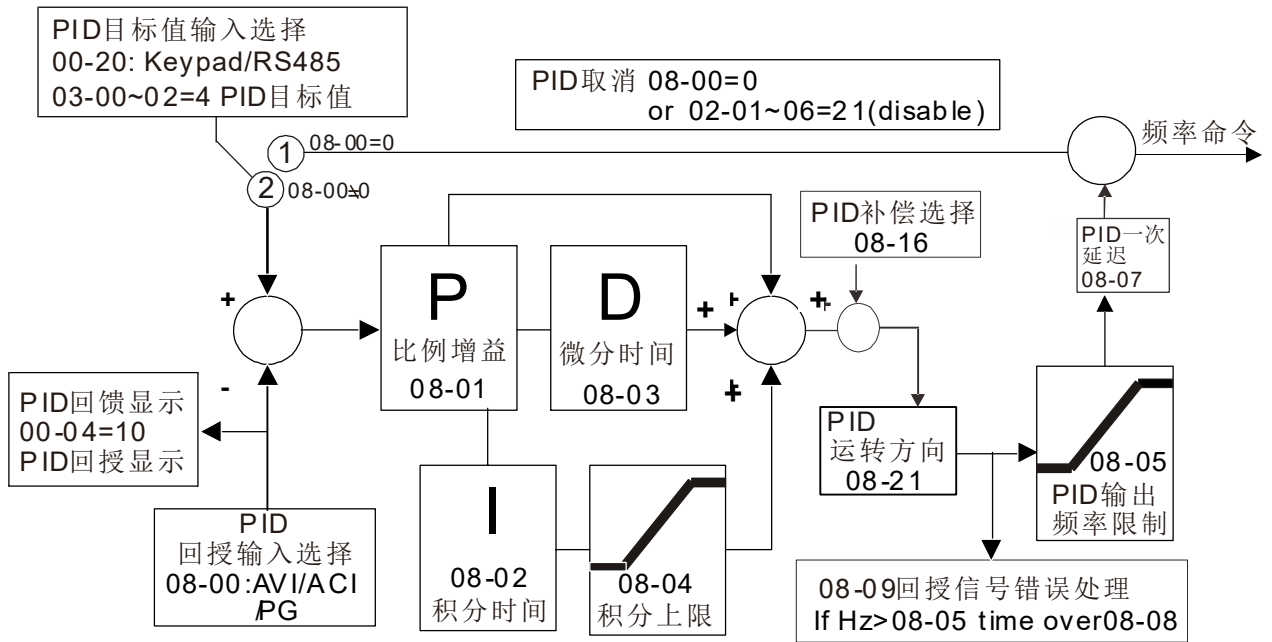 PID目标值输入选择
00-20: Keypad/RS485
03-00~02=4 PID目标值
PID取消 08-00=0
or 02-01~06=21(disable)
1
08-00=0
频率命令
2
08-00≠0
PID补偿选择
08-16
PID一次
延迟
08-07
+
P
比例增益
08-01
D
微分时间
08-03
+
+
+
+
-
PID回馈显示
00-04=10
PID回授显示
PID
运转方向
08-21
08-05
PID输出
频率限制
PID
回授输入选择
08-00:AVI/ACI
/PG
I
08-02
积分时间
08-04
积分上限
08-09回授信号错误处理
If Hz>08-05 time over08-08